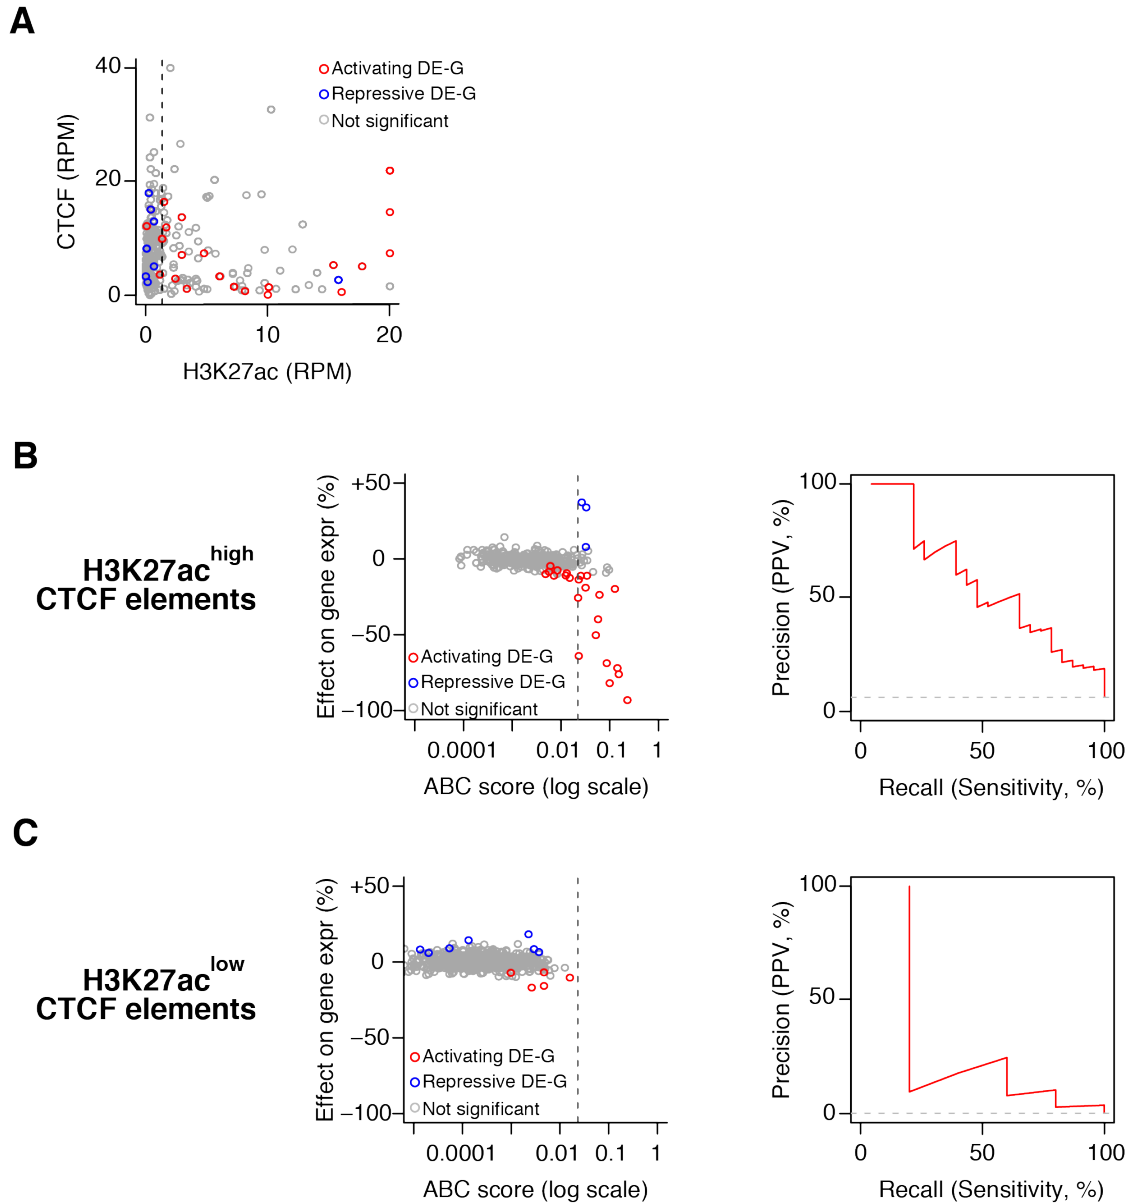 A
40
20
0
CTCF (RPM)
Activating DE-G
Repressive DE-G
Not significant
0 10 20
H3K27ac (RPM)
B
H3K27ac high
CTCF elements
+50
0
−50
−100
Effect on gene expr (%)
Activating DE-G
Repressive DE-G
Not significant
0.0001 0.01 0.1 1
ABC score (log scale)
100
50
0
Precision (PPV, %)
0 50 100
Recall (Sensitivity, %)
C
H3K27ac low
CTCF elements
+50
0
−50
−100
Effect on gene expr (%)
Activating DE-G
Repressive DE-G
Not significant
0.0001 0.01 0.1 1
ABC score (log scale)
100
50
0
Precision (PPV, %)
0 50 100
Recall (Sensitivity, %)